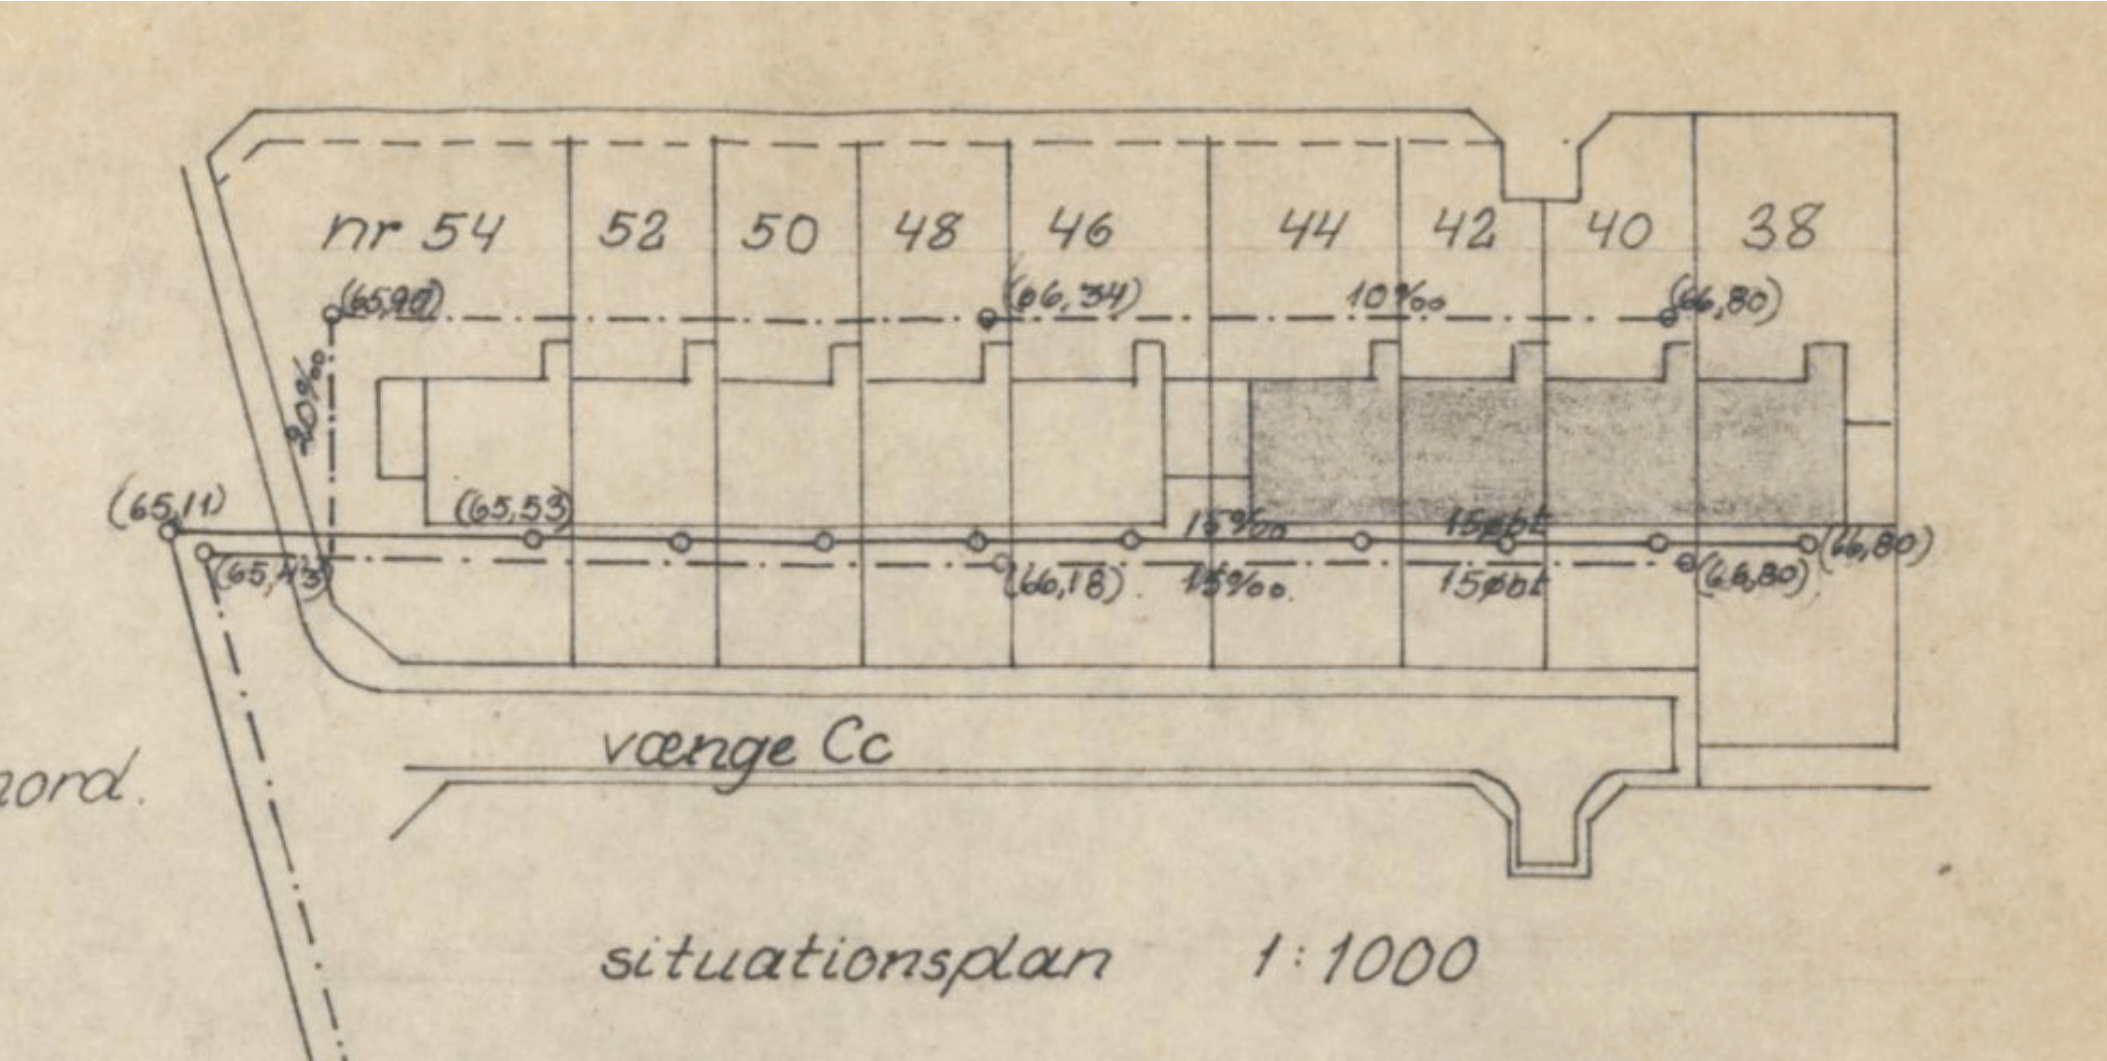 nr 54 52 50 48 46 44 42 40 38
(65,90) (66,34) 10‰ (66,80)
20‰
(65,11) (65,53) 15‰ 15øbt (66,80)
(65,43) (66,18). 15‰. 15øbt (66,80)
vænge Cc
nord.
situationsplan 1:1000